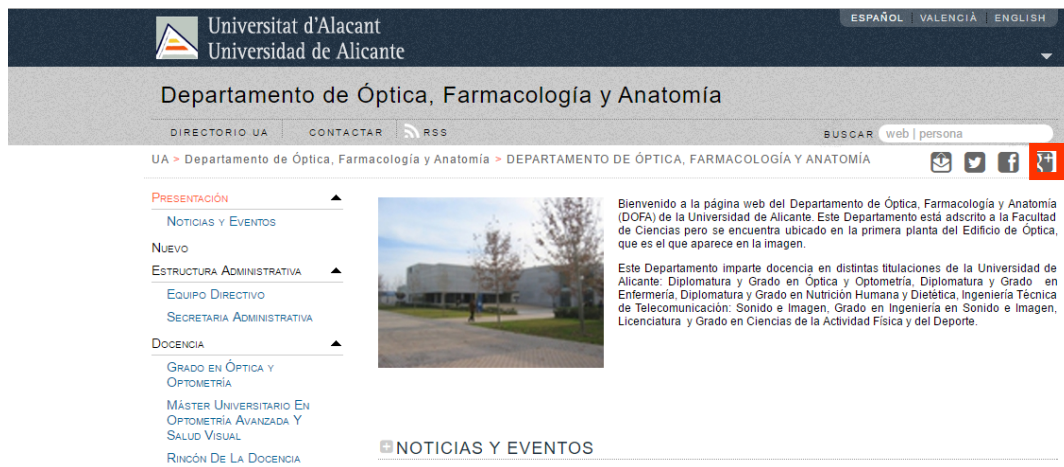 Universitat d'Alacant
Universidad de Alicante
ESPAÑOL | VALENCIÀ | ENGLISH
Departamento de Óptica, Farmacología y Anatomía
DIRECTORIO UA
CONTACTAR
RSS
BUSCAR web | persona
UA > Departamento de Óptica, Farmacología y Anatomía > DEPARTAMENTO DE ÓPTICA, FARMACOLOGÍA Y ANATOMÍA
PRESENTACIÓN
NOTICIAS Y EVENTOS
NUEVO
ESTRUCTURA ADMINISTRATIVA
EQUIPO DIRECTIVO
SECRETARIA ADMINISTRATIVA
DOCENCIA
GRADO EN ÓPTICA Y
OPTOMETRÍA
MÁSTER UNIVERSITARIO EN
OPTOMETRÍA AVANZADA Y
SALUD VISUAL
RINCÓN DE LA DOCENCIA
Bienvenido a la página web del Departamento de Óptica, Farmacología y Anatomía
(DOFA) de la Universidad de Alicante. Este Departamento está adscrito a la Facultad
de Ciencias pero se encuentra ubicado en la primera planta del Edificio de Óptica,
que es el que aparece en la imagen.
Este Departamento imparte docencia en distintas titulaciones de la Universidad de
Alicante: Diplomatura y Grado en Óptica y Optometría, Diplomatura y Grado en
Enfermería, Diplomatura y Grado en Nutrición Humana y Dietética, Ingeniería Técnica
de Telecomunicación: Sonido e Imagen, Grado en Ingeniería en Sonido e Imagen,
Licenciatura y Grado en Ciencias de la Actividad Física y del Deporte.
NOTICIAS Y EVENTOS